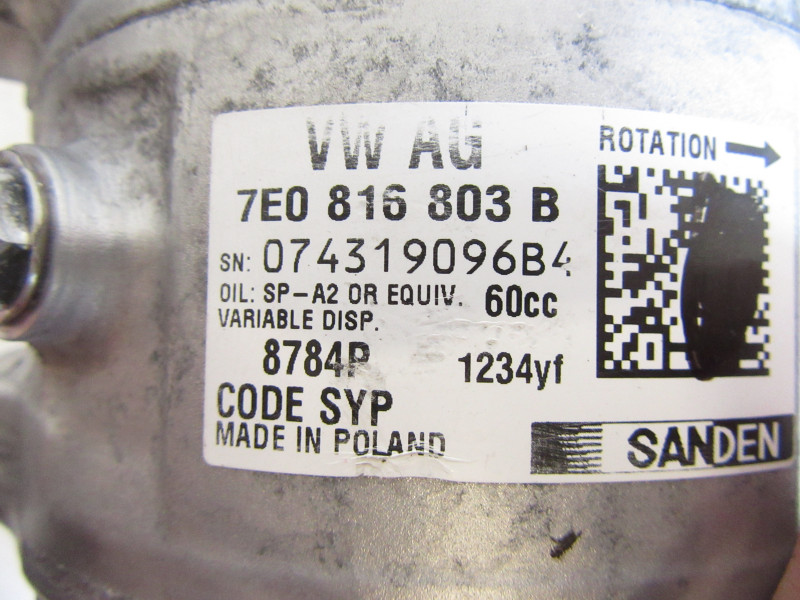 VW AG
ROTATION
7E0 816 803 B
SN: 074319096B4
OIL: SP-A2 OR EQUIV. 60cc
VARIABLE DISP.
8784P 1234yf
CODE SYP
MADE IN POLAND
SANDEN